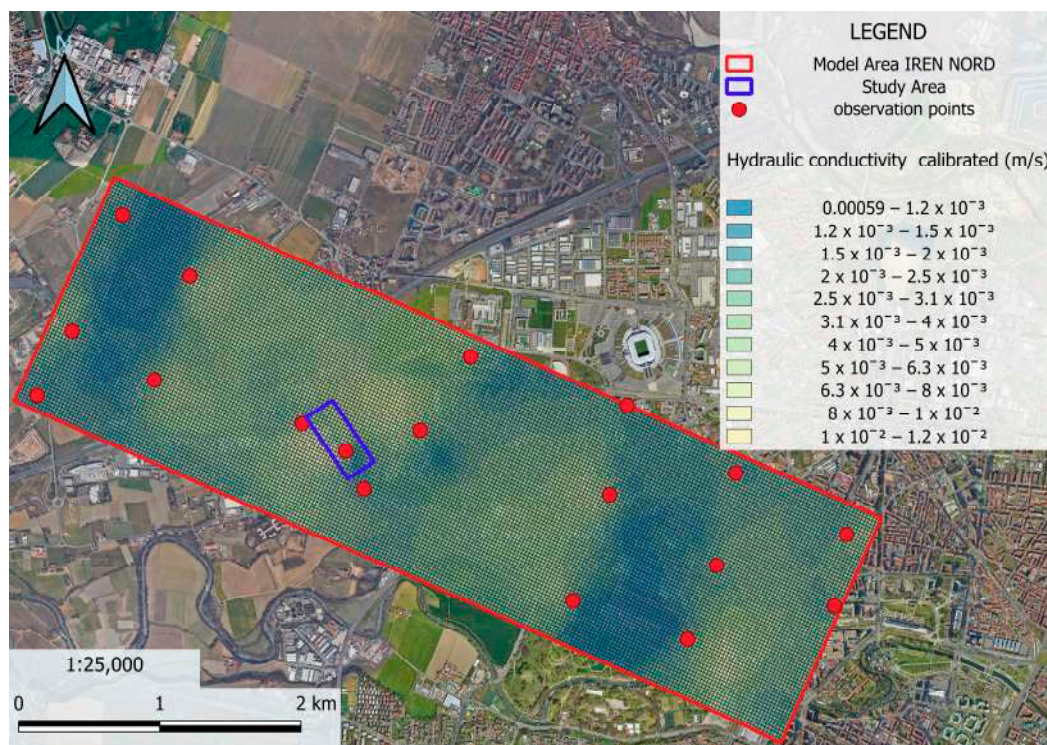 N
LEGEND
Model Area IREN NORD
Study Area
observation points
Hydraulic conductivity calibrated (m/s)
0.00059 – 1.2 x 10⁻³
1.2 x 10⁻³ – 1.5 x 10⁻³
1.5 x 10⁻³ – 2 x 10⁻³
2 x 10⁻³ – 2.5 x 10⁻³
2.5 x 10⁻³ – 3.1 x 10⁻³
3.1 x 10⁻³ – 4 x 10⁻³
4 x 10⁻³ – 5 x 10⁻³
5 x 10⁻³ – 6.3 x 10⁻³
6.3 x 10⁻³ – 8 x 10⁻³
8 x 10⁻³ – 1 x 10⁻²
1 x 10⁻² – 1.2 x 10⁻²
1:25,000
0 1 2 km